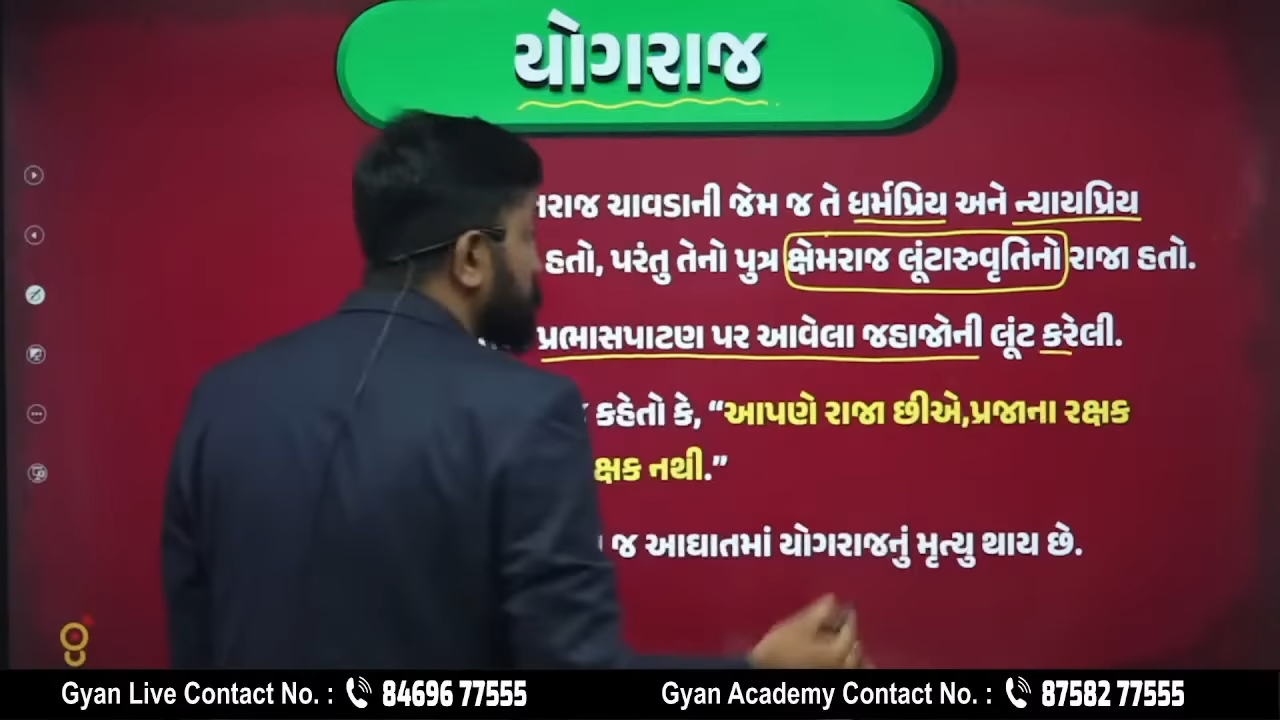 યોગરાજ
ચાવડાની જેમ જ તે ધર્મપ્રિય અને ન્યાયપ્રિય
હતો, પરંતુ તેનો પુત્ર ક્ષેમરાજ લૂંટારુવૃતિનો રાજા હતો.
પ્રભાસપાટણ પર આવેલા જહાજોની લૂંટ કરેલી.
કહેતો કે, “આપણે રાજા છીએ,પ્રજાના રક્ષક
નથી.”
જ આઘાતમાં યોગરાજનું મૃત્યુ થાય છે.
Gyan Live Contact No. : 84696 77555
Gyan Academy Contact No. : 87582 77555